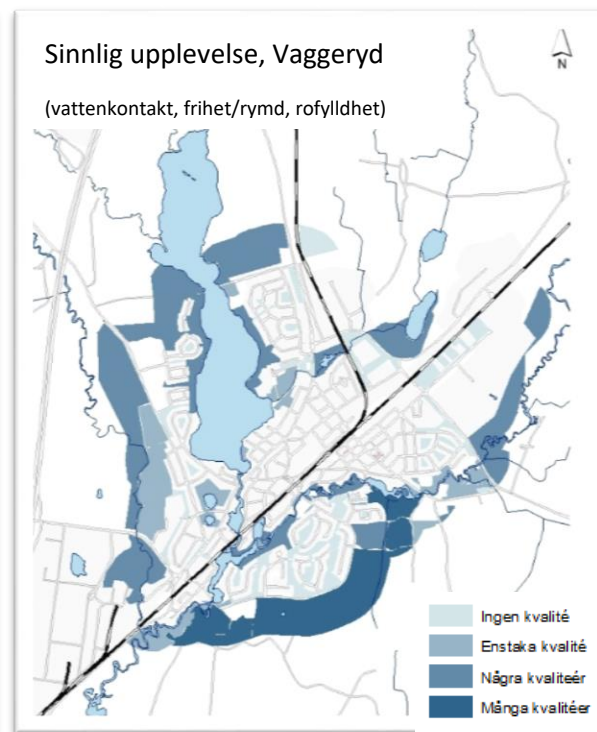 Sinnlig upplevelse, Vaggeryd
N
(vattenkontakt, frihet/rymd, rofylldhet)
Ingen kvalité
Enstaka kvalité
Några kvaliteér
Många kvalitéer